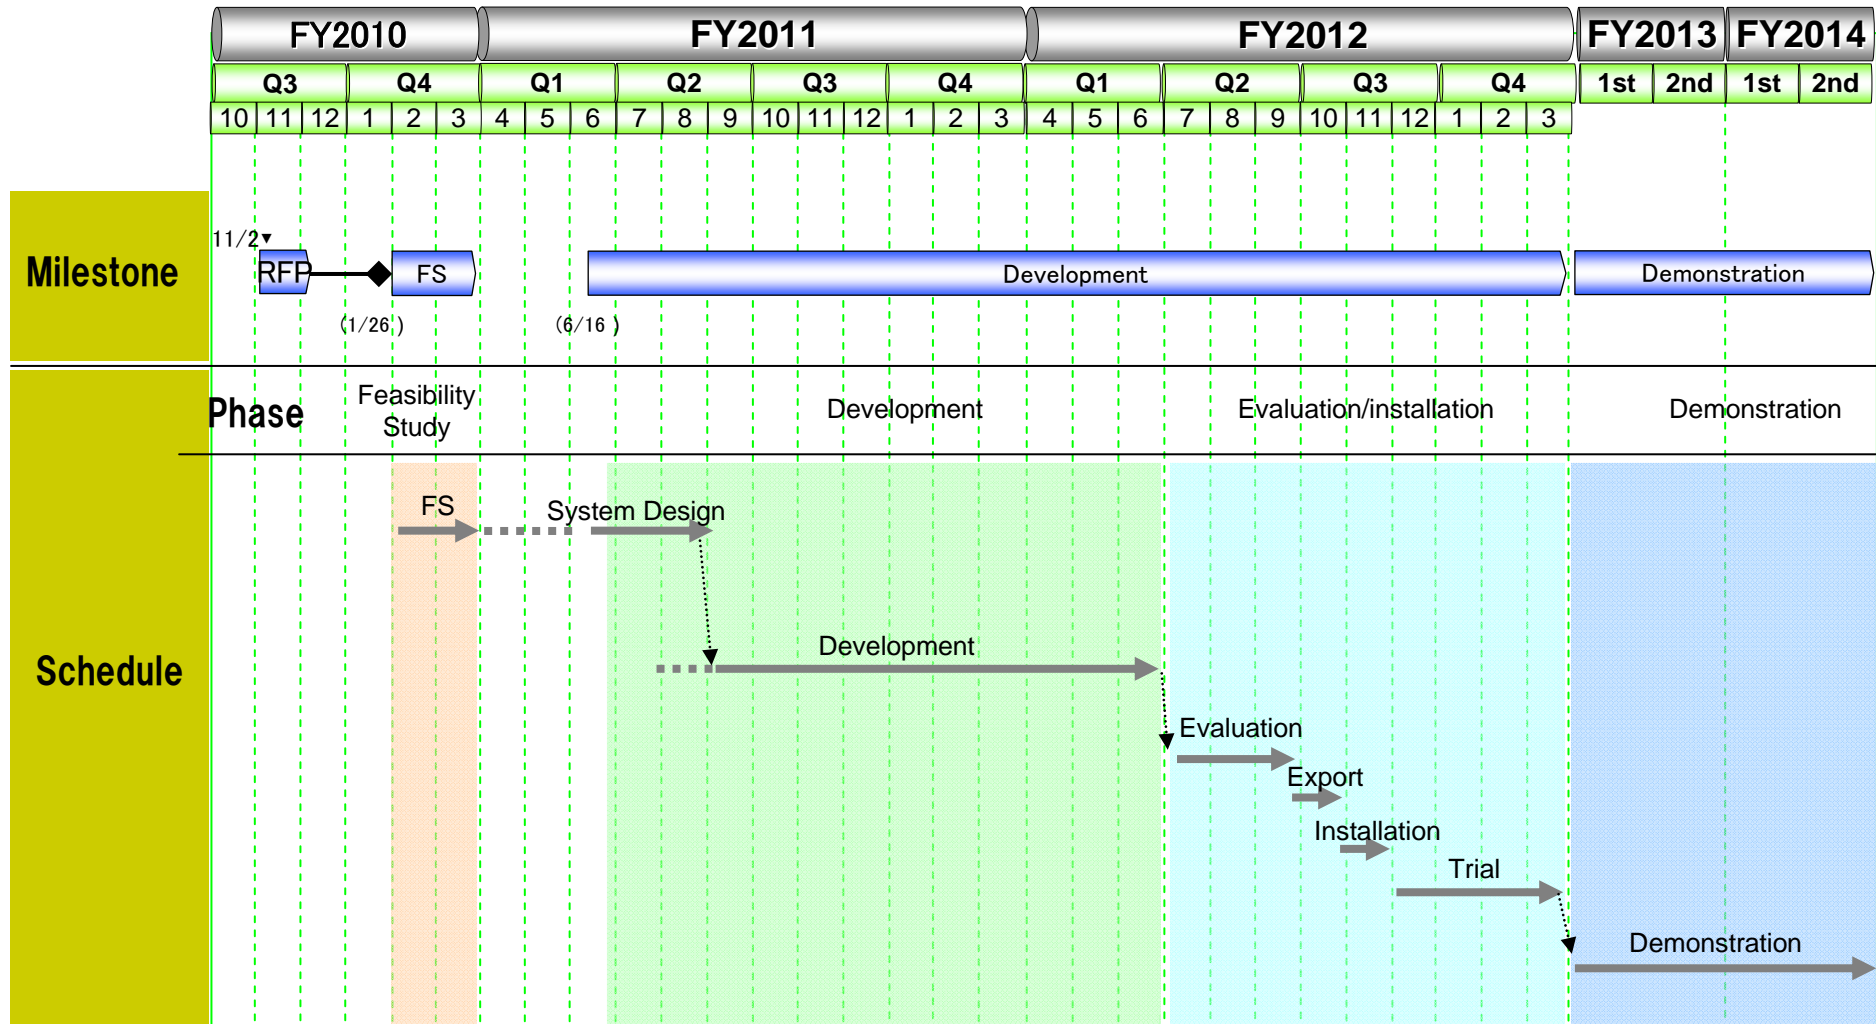 FY2010 FY2011 FY2012 FY2013 FY2014
Q3 Q4 Q1 Q2 Q3 Q4 Q1 Q2 Q3 Q4 1st 2nd 1st 2nd
10 11 12 1 2 3 4 5 6 7 8 9 10 11 12 1 2 3 4 5 6 7 8 9 10 11 12 1 2 3
11/2▼
Milestone RFP FS Development Demonstration
(1/26 ) (6/16 )
Phase Feasibility Development Evaluation/installation Demonstration
Study
FS System Design
Schedule Development
Evaluation
Export
Installation
Trial
Demonstration